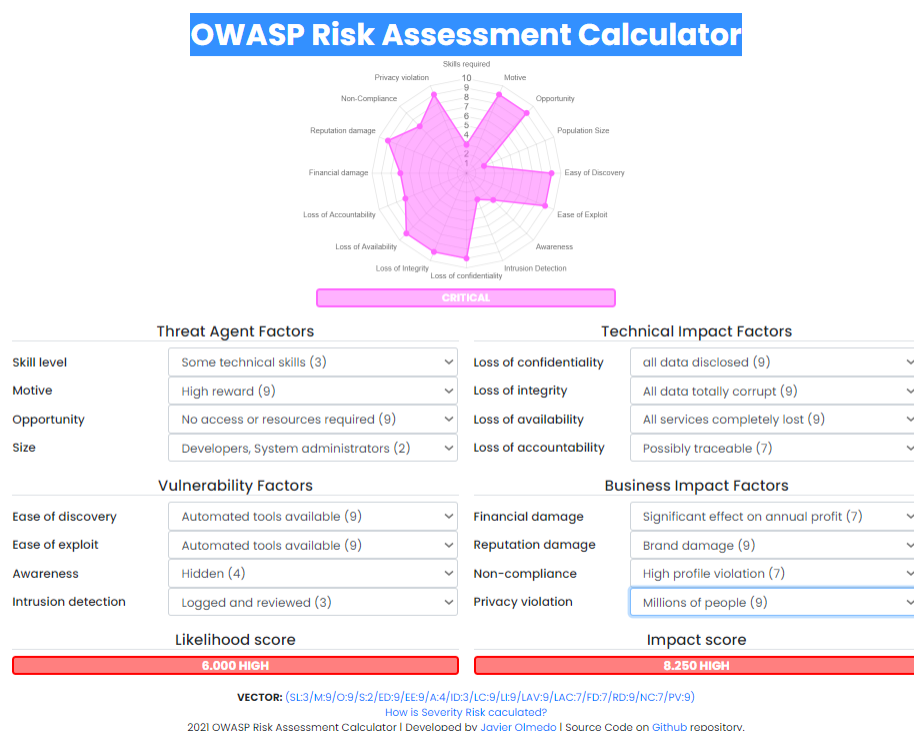 OWASP Risk Assessment Calculator
Skills required
Privacy violation
Motive
Non-Compliance
Opportunity
Reputation damage
Population Size
Financial damage
Easy of Discovery
Loss of Accountability
Ease of Exploit
Loss of Availability
Awareness
Loss of Integrity
Intrusion Detection
Loss of confidentiality
10
9
8
7
6
5
4
2
1
CRITICAL
Threat Agent Factors
Skill level Some technical skills (3)
Motive High reward (9)
Opportunity No access or resources required (9)
Size Developers, System administrators (2)
Technical Impact Factors
Loss of confidentiality all data disclosed (9)
Loss of integrity All data totally corrupt (9)
Loss of availability All services completely lost (9)
Loss of accountability Possibly traceable (7)
Vulnerability Factors
Ease of discovery Automated tools available (9)
Ease of exploit Automated tools available (9)
Awareness Hidden (4)
Intrusion detection Logged and reviewed (3)
Business Impact Factors
Financial damage Significant effect on annual profit (7)
Reputation damage Brand damage (9)
Non-compliance High profile violation (7)
Privacy violation Millions of people (9)
Likelihood score
6.000 HIGH
Impact score
8.250 HIGH
VECTOR: (SL:3/M:9/O:9/S:2/ED:9/EE:9/A:4/ID:3/LC:9/LI:9/LAV:9/LAC:7/FD:7/RD:9/NC:7/PV:9)
How is Severity Risk caculated?
2021 OWASP Risk Assessment Calculator | Developed by Javier Olmedo | Source Code on Github repository.